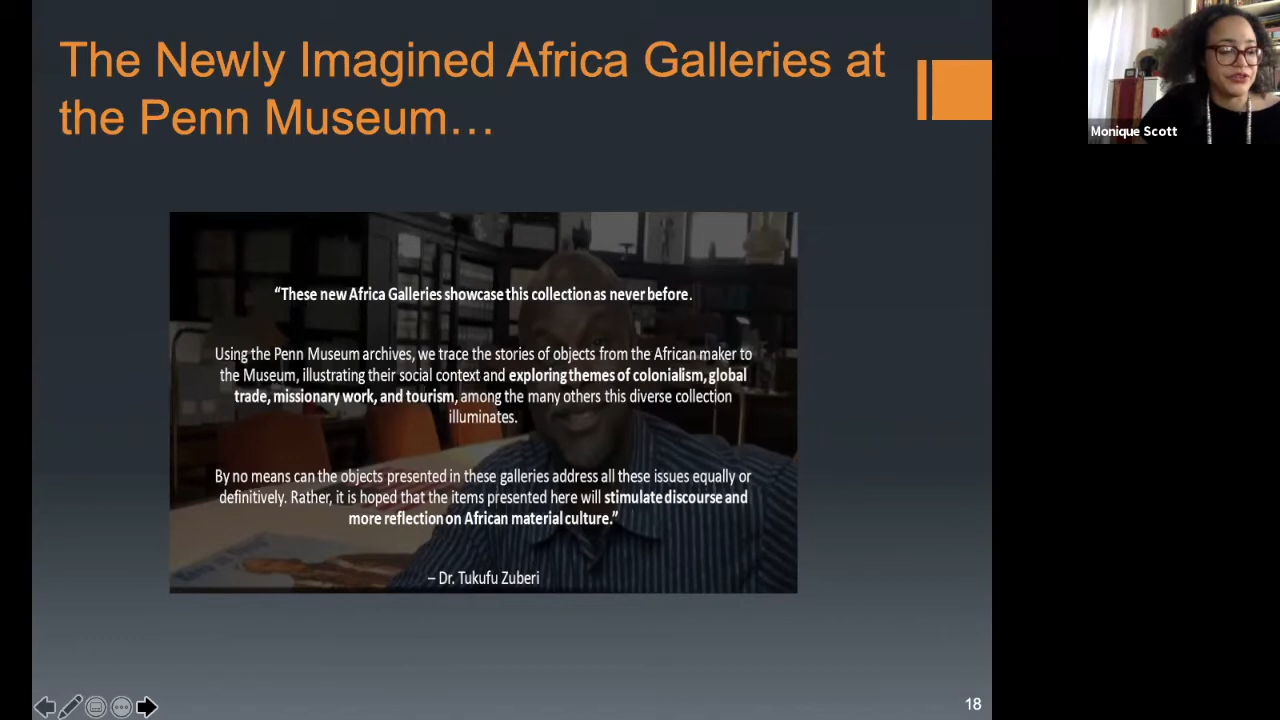 The Newly Imagined Africa Galleries at
the Penn Museum…
Monique Scott
“These new Africa Galleries showcase this collection as never before.
Using the Penn Museum archives, we trace the stories of objects from the African maker to
the Museum, illustrating their social context and exploring themes of colonialism, global
trade, missionary work, and tourism, among the many others this diverse collection
illuminates.
By no means can the objects presented in these galleries address all these issues equally or
definitively. Rather, it is hoped that the items presented here will stimulate discourse and
more reflection on African material culture.”
– Dr. Tukufu Zuberi
18